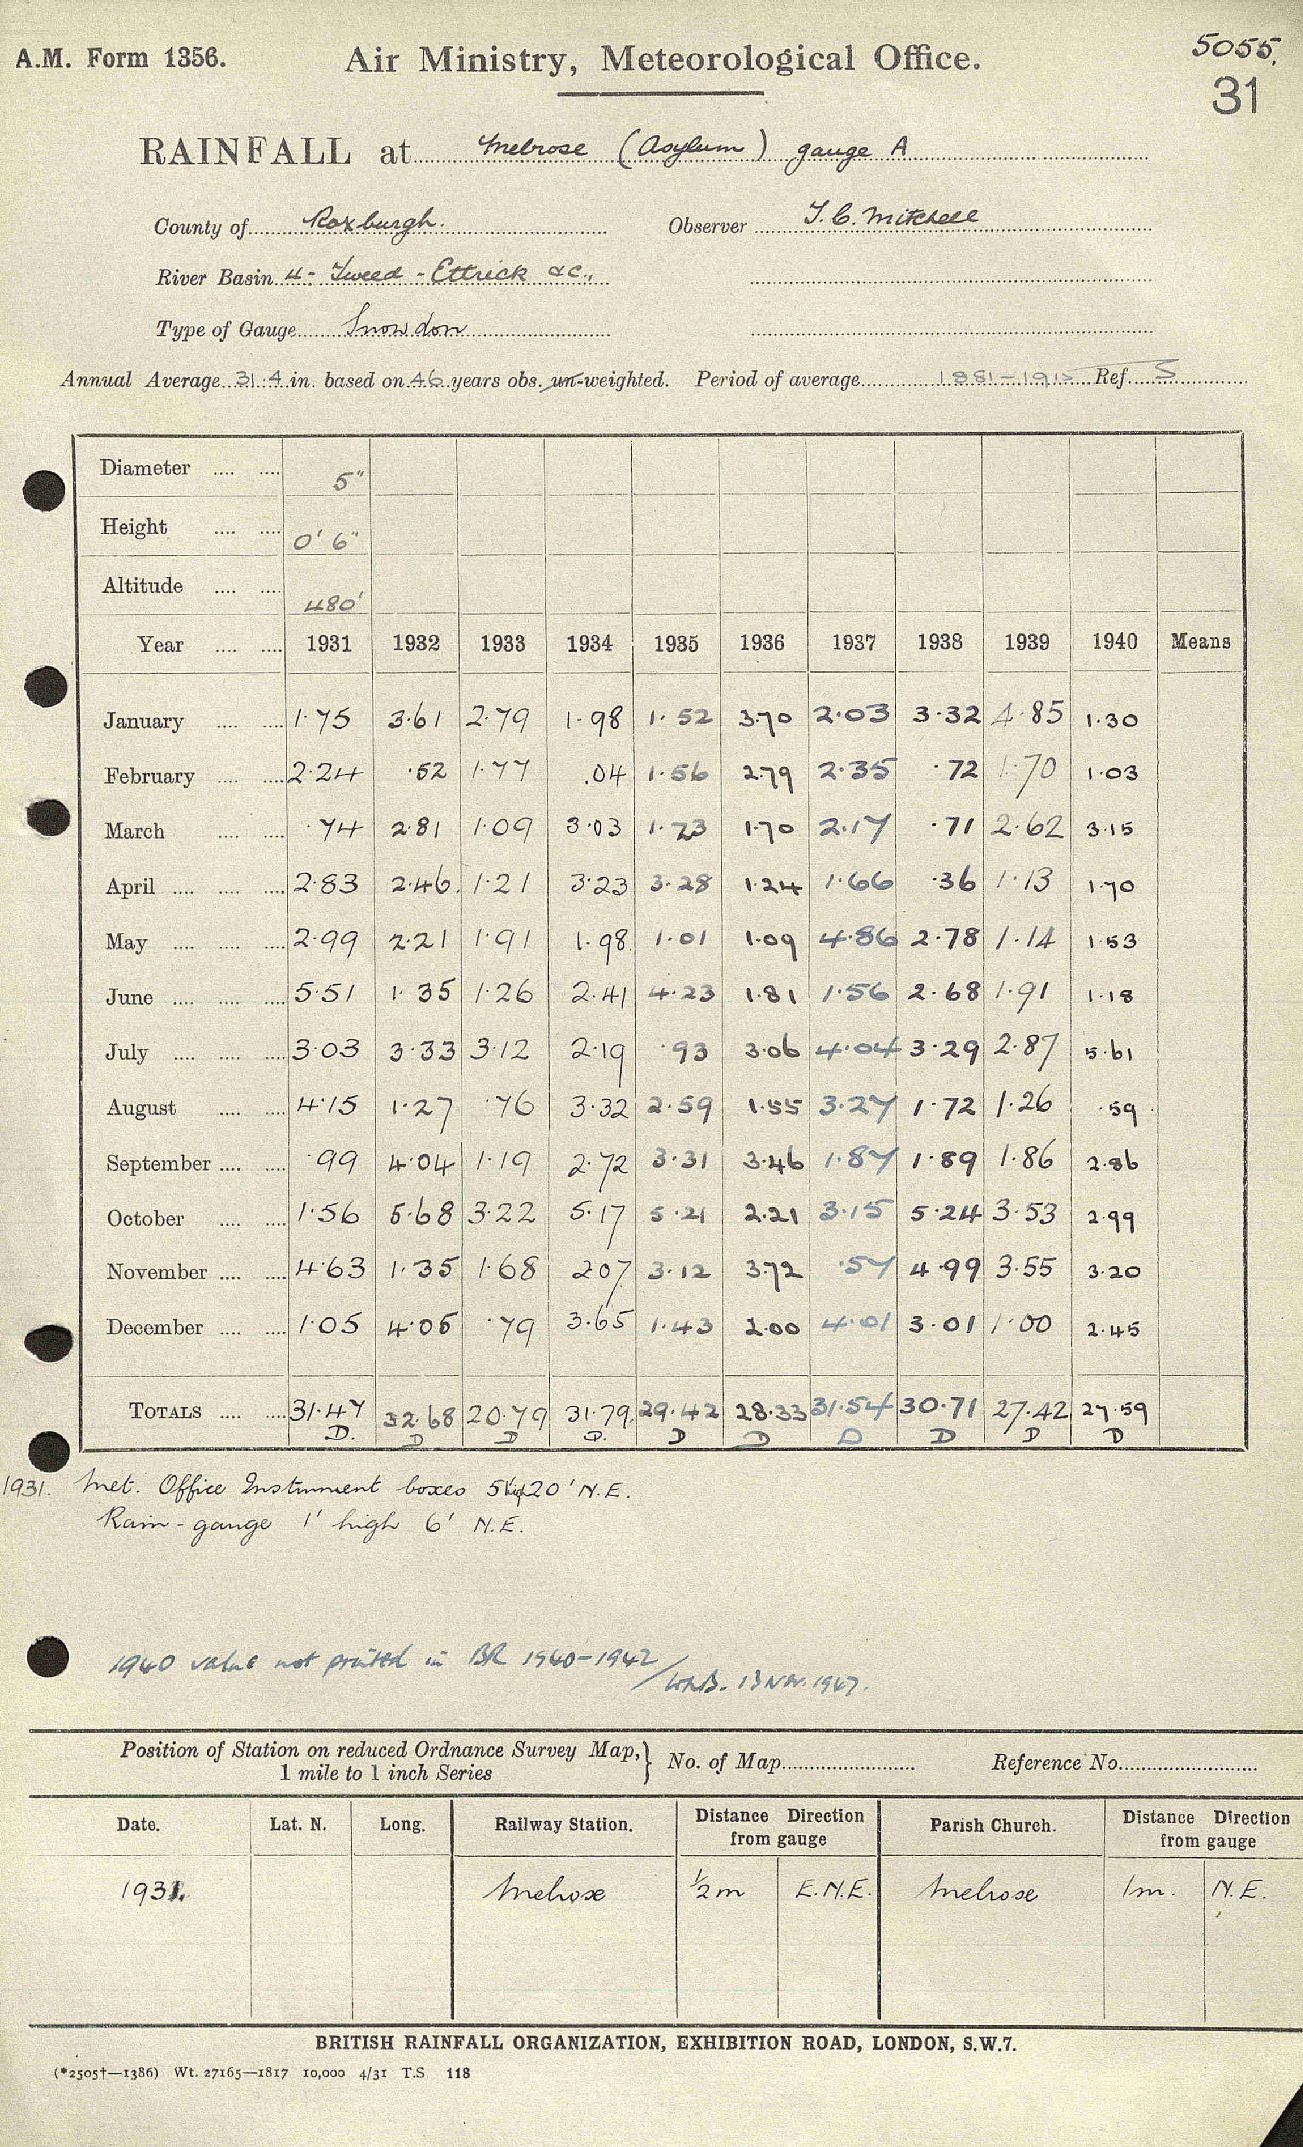 A.M. Form 1356. Air Ministry, Meteorological Office. 5055.
31
RAINFALL at Melrose (Asylum) gauge A
County of Roxburgh. Observer J. C. Mitchell
River Basin 4 - Tweed - Ettrick &c.,
Type of Gauge Snowdon
Annual Average 31.4 in. based on 46 years obs. un-weighted. Period of average 1881-1915 Ref. S
Diameter .... .... 5"
Height .... .... 0' 6"
Altitude .... .... 480'
Year .... .... 1931 1932 1933 1934 1935 1936 1937 1938 1939 1940 Means
January .... .... 1.75 3.61 2.79 1.98 1.52 3.70 2.03 3.32 4.85 1.30
February .... .... 2.24 .52 1.77 .04 1.56 2.79 2.35 .72 1.70 1.03
March .... .... .74 2.81 1.09 3.03 1.23 1.70 2.17 .71 2.62 3.15
April .... .... .... 2.83 2.46 1.21 3.23 3.28 1.24 1.66 .36 1.13 1.70
May .... .... .... 2.99 2.21 1.91 1.98 1.01 1.09 4.86 2.78 1.14 1.53
June .... .... .... 5.51 1.35 1.26 2.41 4.23 1.81 1.56 2.68 1.91 1.18
July .... .... .... 3.03 3.33 3.12 2.19 .93 3.06 4.04 3.29 2.87 5.61
August .... .... 4.15 1.27 .76 3.32 2.59 1.55 3.27 1.72 1.26 .59
September .... .... .99 4.04 1.19 2.72 3.31 3.46 1.87 1.89 1.86 2.86
October .... .... 1.56 5.68 3.22 5.17 5.21 2.21 3.15 5.24 3.53 2.99
November .... .... 4.63 1.35 1.68 2.07 3.12 3.72 .57 4.99 3.55 3.20
December .... .... 1.05 4.05 .79 3.65 1.43 2.00 4.01 3.01 1.00 2.45
TOTALS .... .... 31.47 32.68 20.79 31.79 29.42 28.33 31.54 30.71 27.42 27.59
D. D D D. D D D D D D
1931. Met. Office Instrument boxes 20' N.E.
Rain-gauge 1' high 6' N.E.
1940 value not printed in BR 1940-1942
13 Nov. 1967.
Position of Station on reduced Ordnance Survey Map, } No. of Map Reference No.
1 mile to 1 inch Series
Date. Lat. N. Long. Railway Station. Distance Direction from gauge Parish Church. Distance Direction from gauge
1931. Melrose ½m E.N.E. Melrose 1m. N.E.
BRITISH RAINFALL ORGANIZATION, EXHIBITION ROAD, LONDON, S.W.7.
(*2505†—1386) Wt. 27165—1817 10,000 4/31 T.S 118